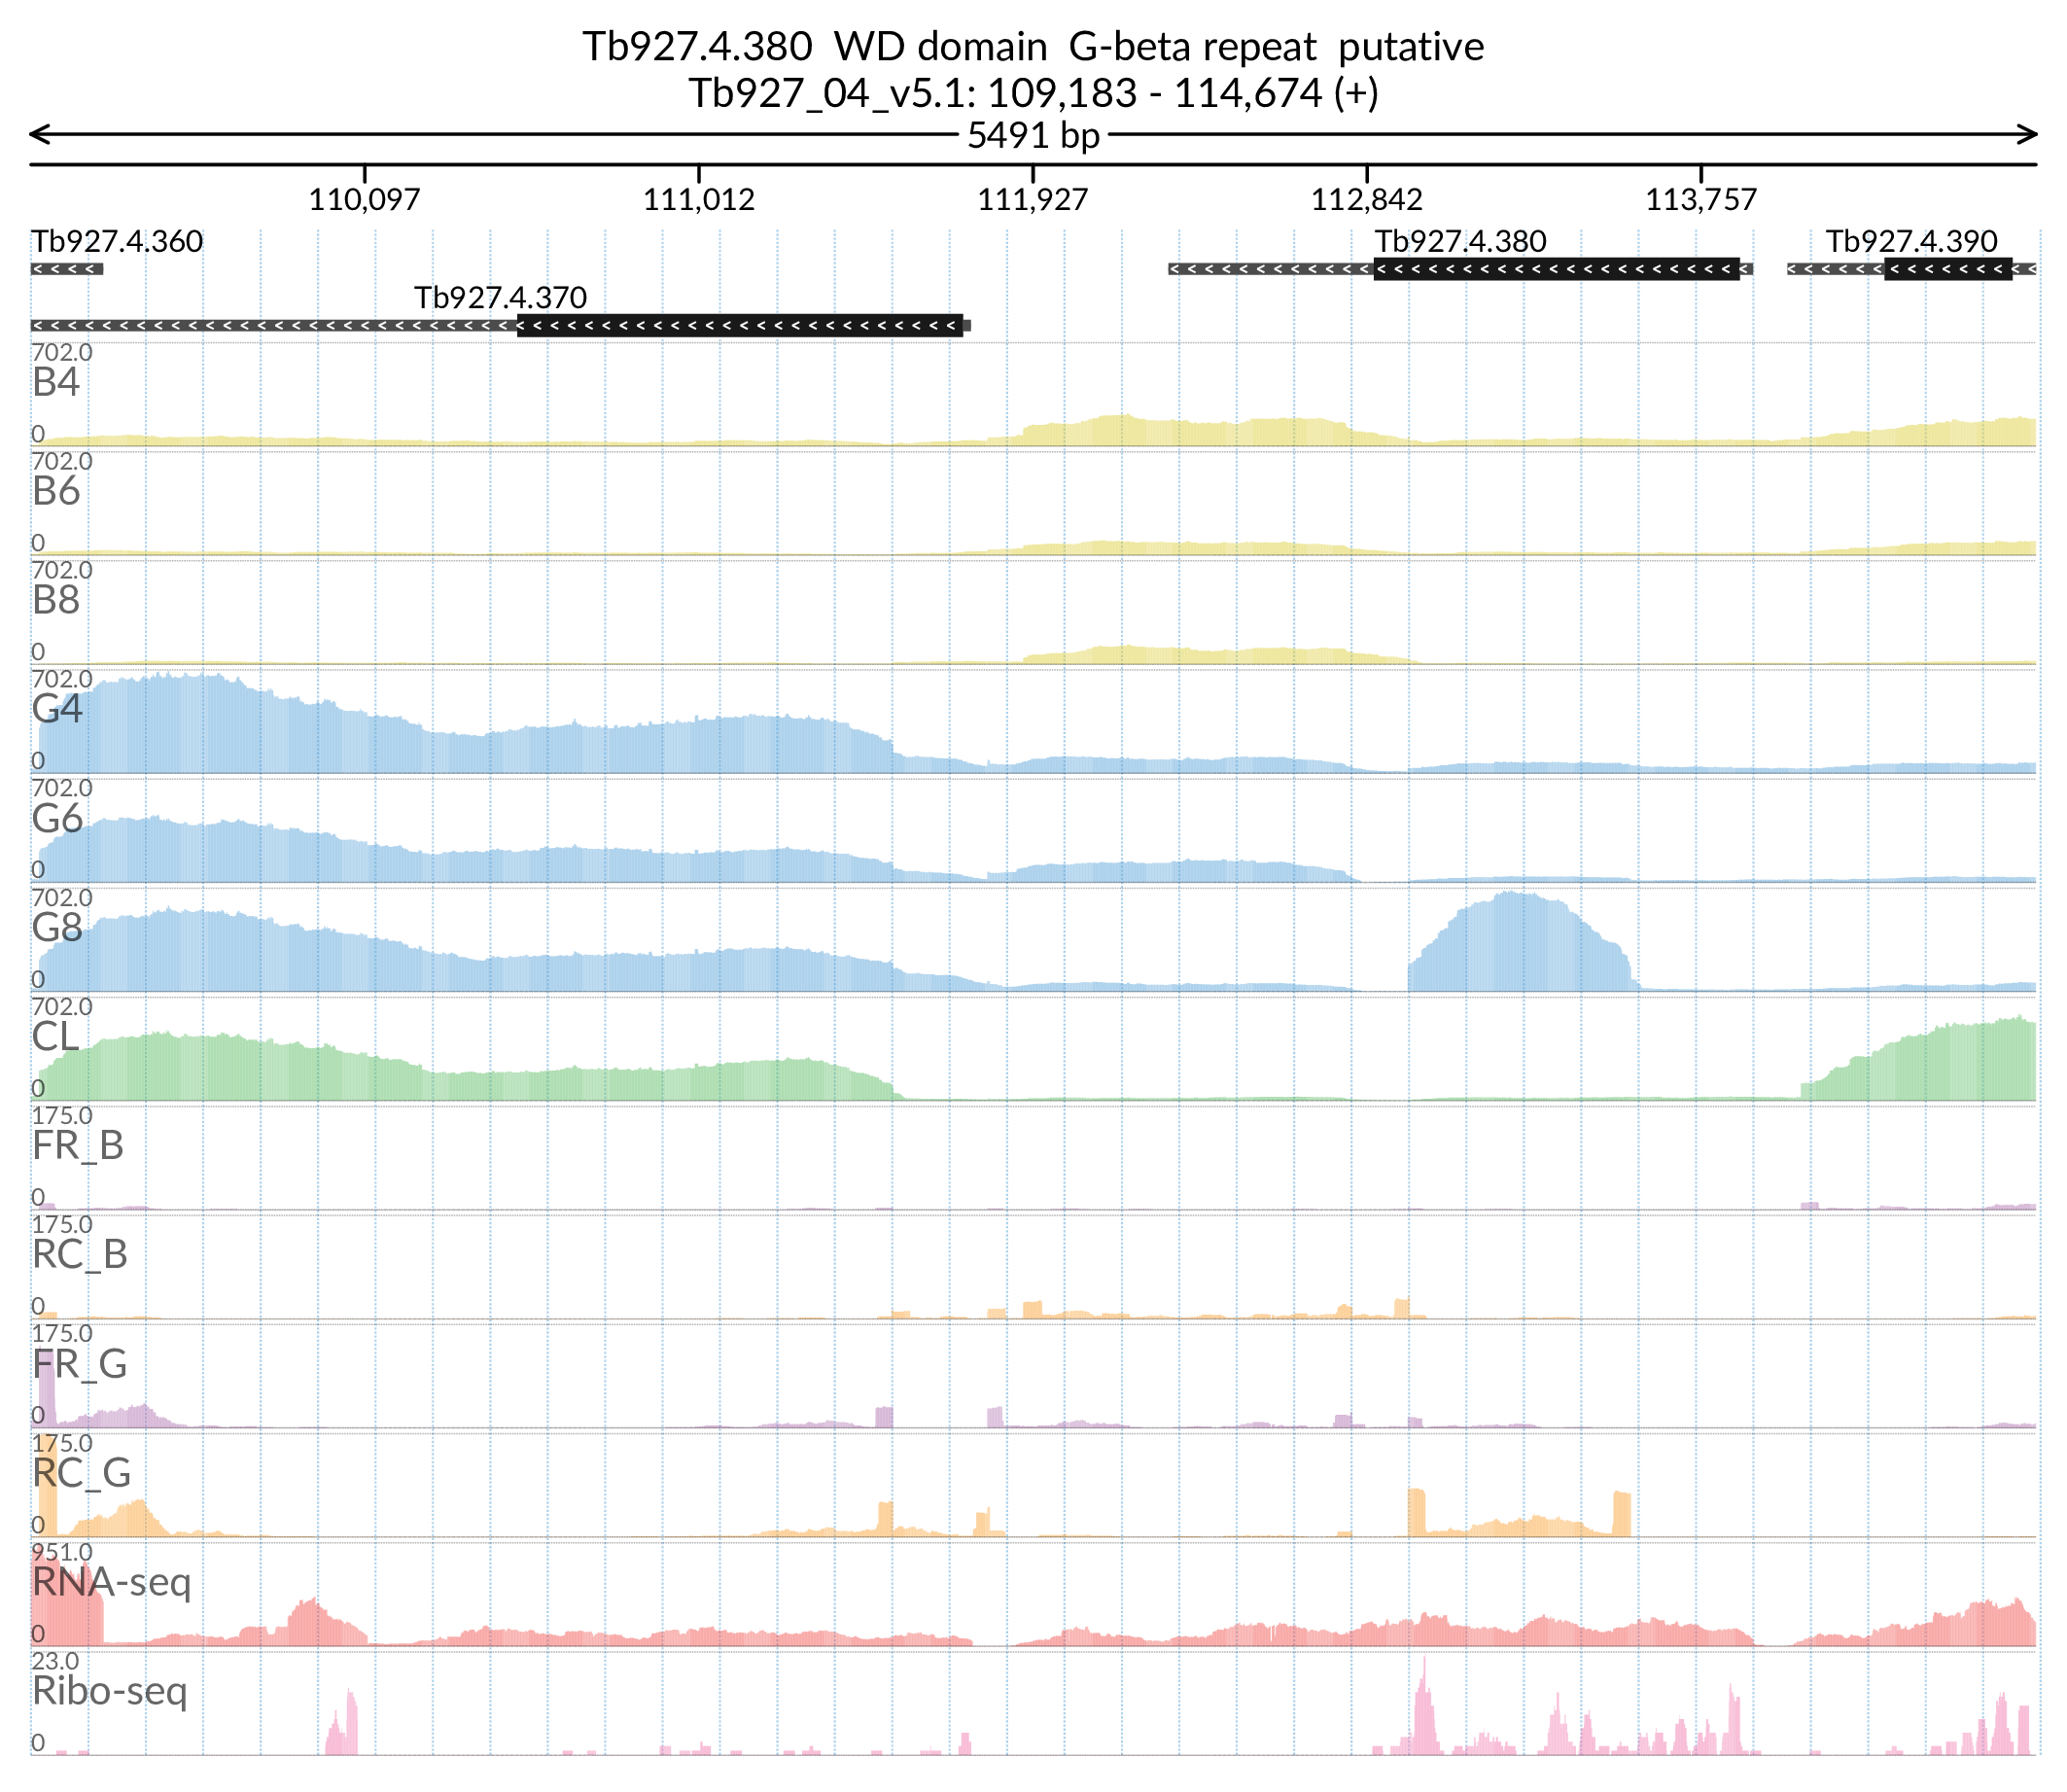 Tb927.4.380  WD domain  G-beta repeat  putative
Tb927_04_v5.1: 109,183 - 114,674 (+)
5491 bp
110,097 111,012 111,927 112,842 113,757
Tb927.4.360 Tb927.4.380 Tb927.4.390
Tb927.4.370
702.0
B4
0
702.0
B6
0
702.0
B8
0
702.0
G4
0
702.0
G6
0
702.0
G8
0
702.0
CL
0
175.0
FR_B
0
175.0
RC_B
0
175.0
FR_G
0
175.0
RC_G
0
951.0
RNA-seq
0
23.0
Ribo-seq
0